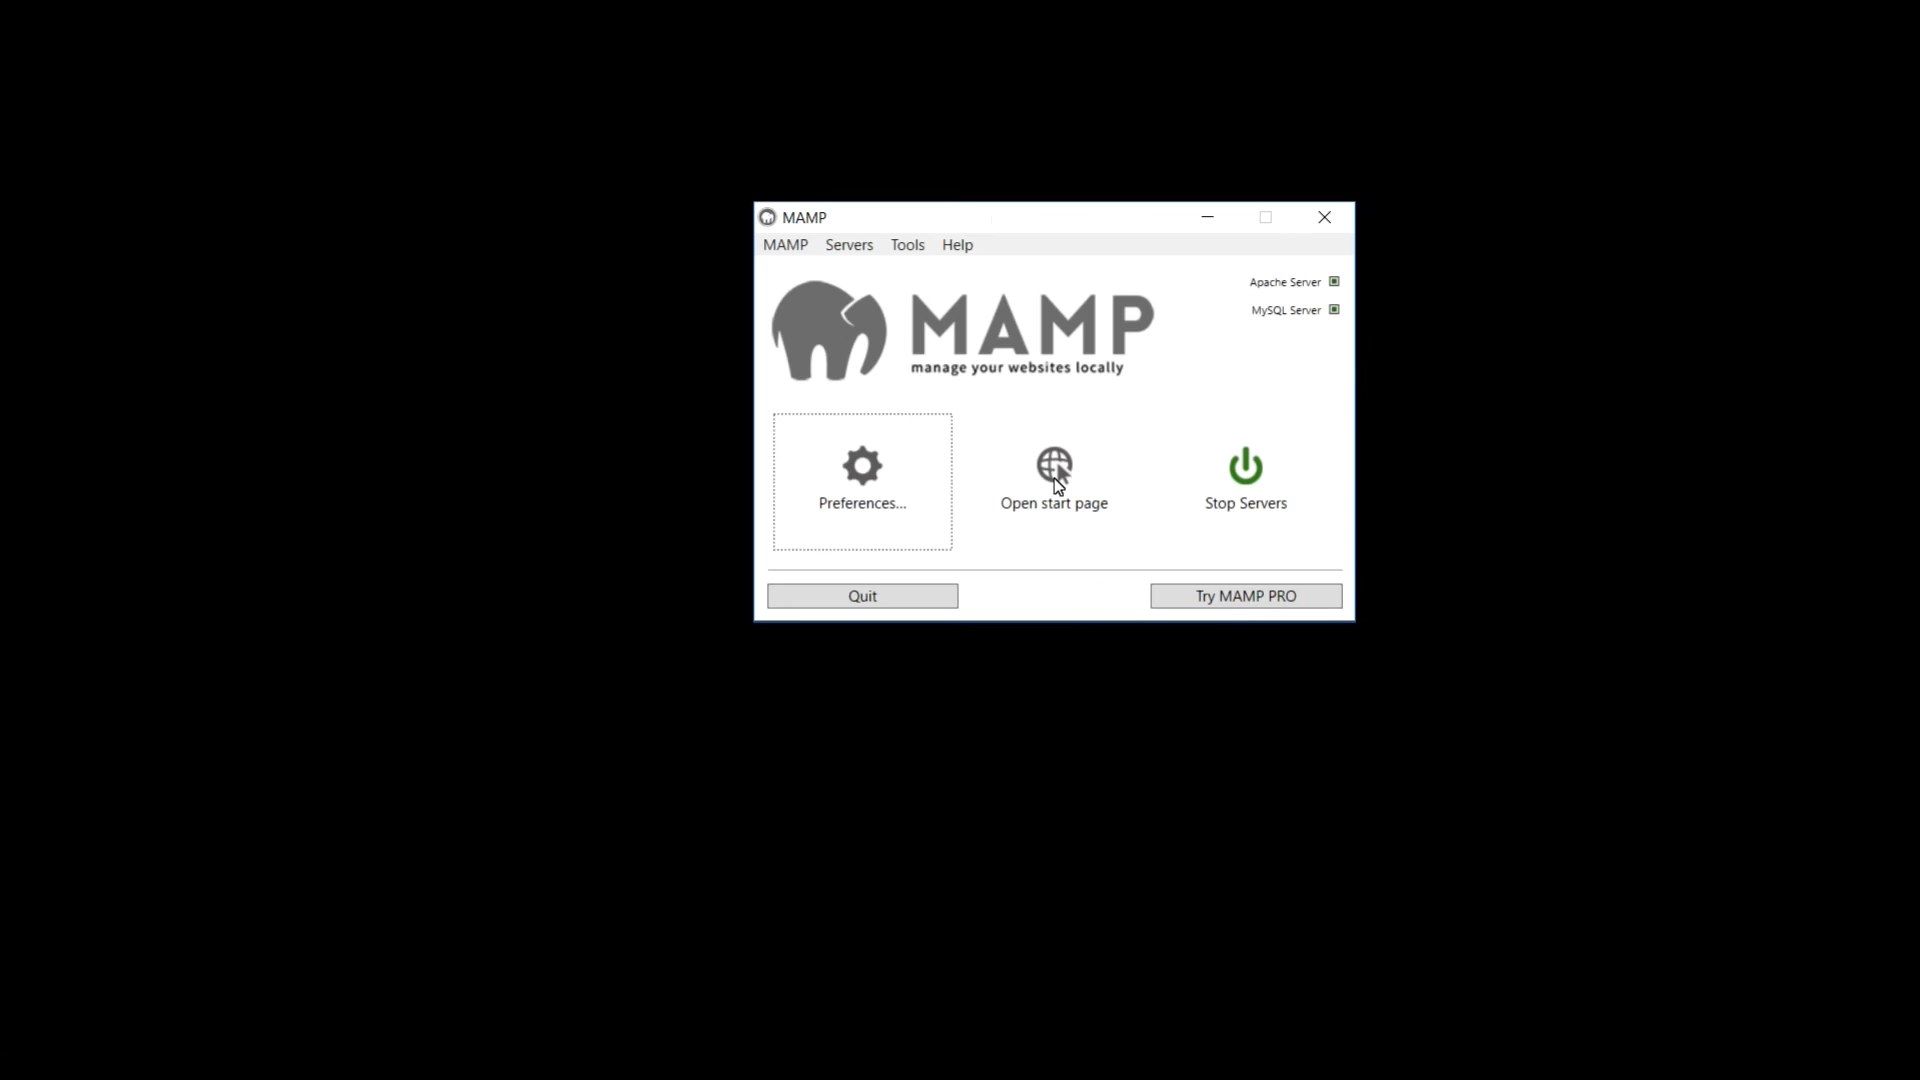 MAMP
MAMP Servers Tools Help
Apache Server
MySQL Server
MAMP
manage your websites locally
Preferences... Open start page Stop Servers
Quit Try MAMP PRO